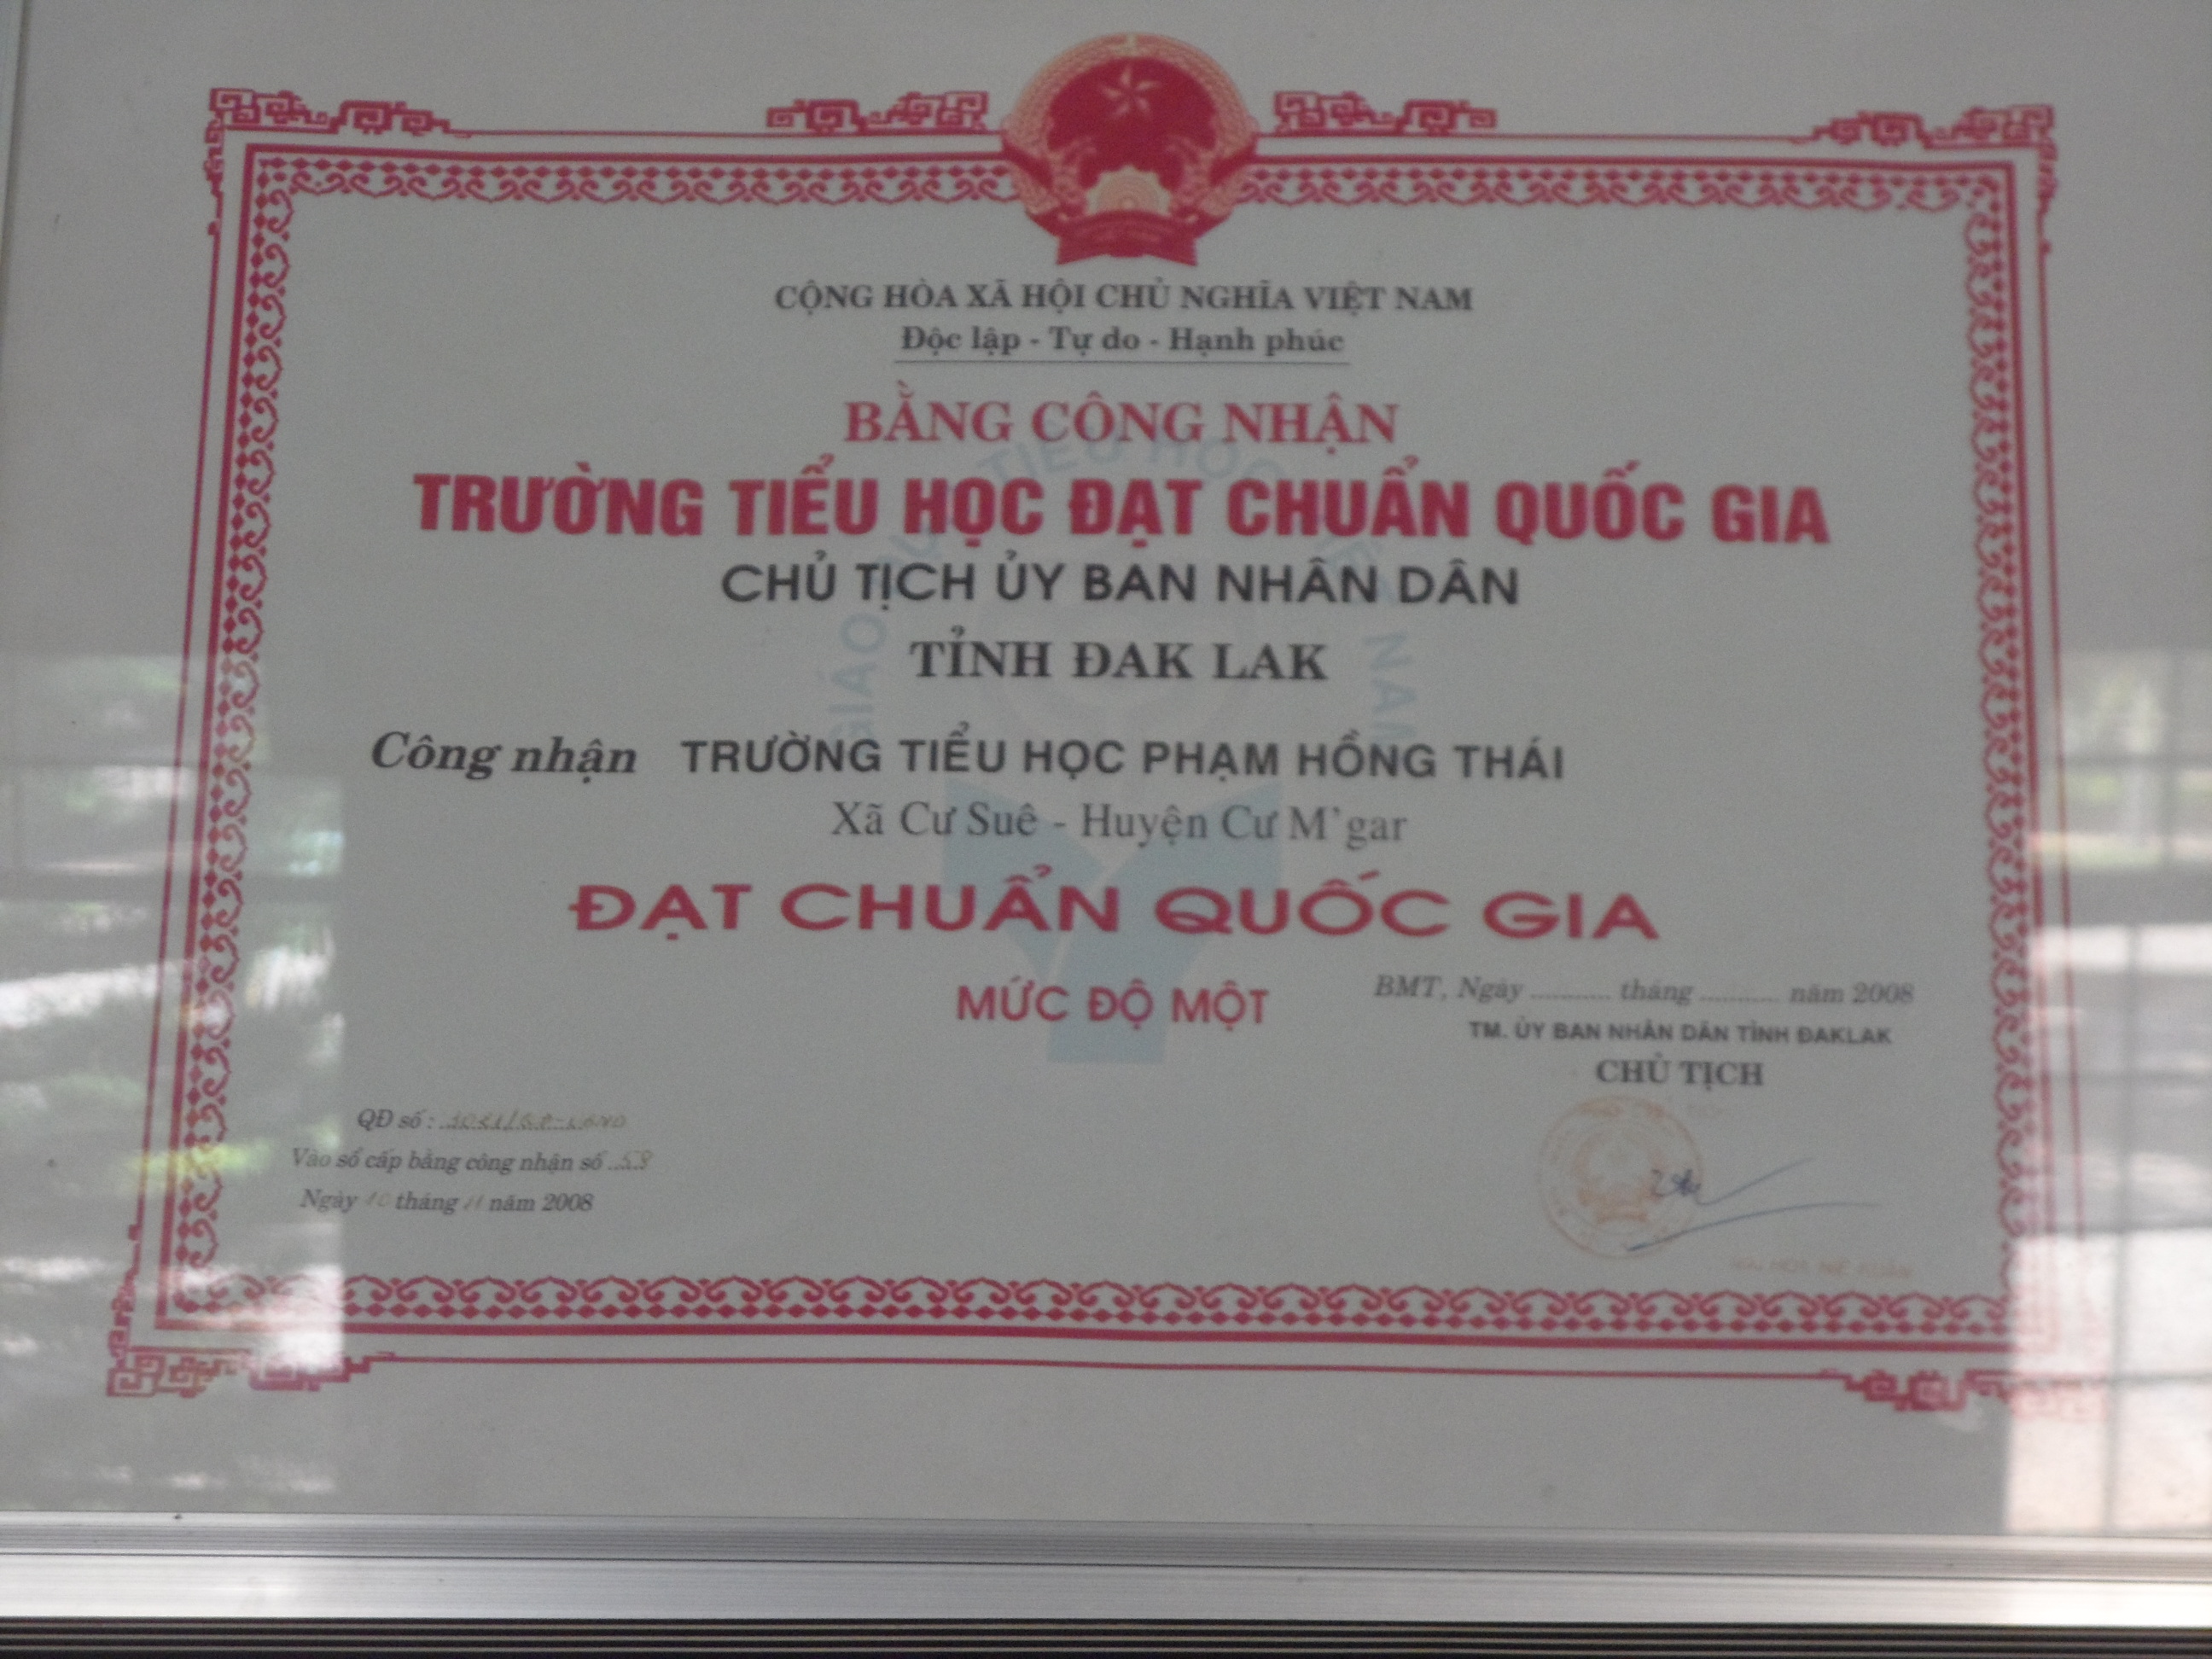 CỘNG HÒA XÃ HỘI CHỦ NGHĨA VIỆT NAM
Độc lập - Tự do - Hạnh phúc
BẰNG CÔNG NHẬN
TRƯỜNG TIỂU HỌC ĐẠT CHUẨN QUỐC GIA
CHỦ TỊCH ỦY BAN NHÂN DÂN
TỈNH ĐAK LAK
Công nhận TRƯỜNG TIỂU HỌC PHẠM HỒNG THÁI
Xã Cư Suê - Huyện Cư M`gar
ĐẠT CHUẨN QUỐC GIA
MỨC ĐỘ MỘT
BMT, Ngày ........... tháng ........... năm 2008
TM. ỦY BAN NHÂN DÂN TỈNH ĐAKLAK
CHỦ TỊCH
QĐ số :
Vào sổ cấp bằng công nhận số
Ngày 10 tháng 11 năm 2008